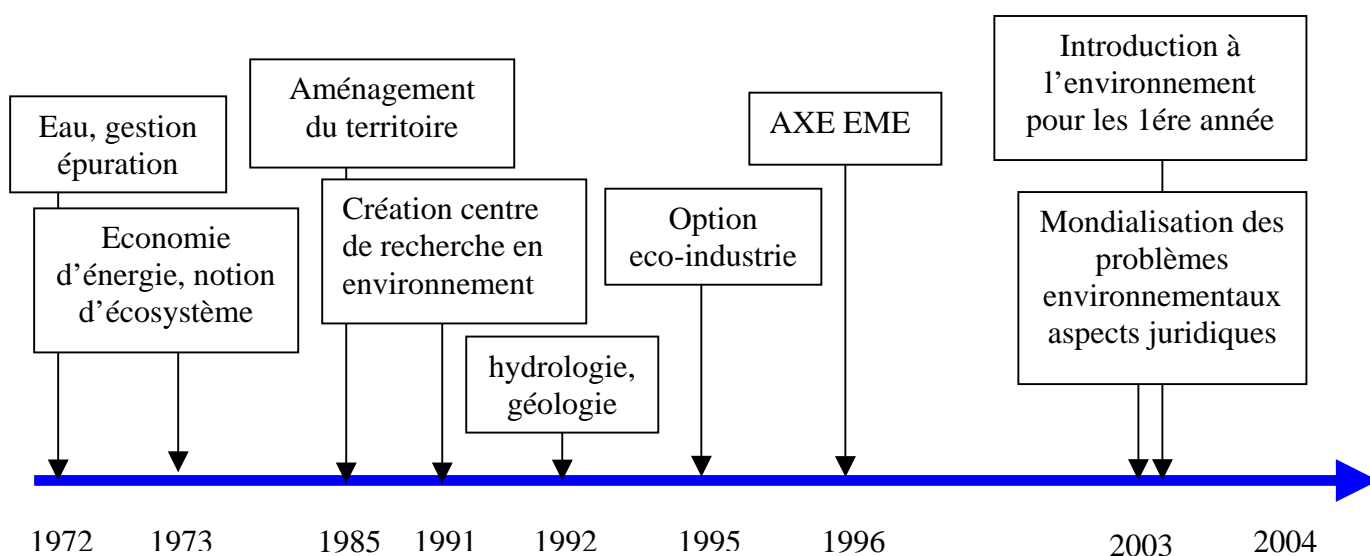 Eau, gestion
épuration
Economie
d’énergie, notion
d’écosystème
Aménagement
du territoire
Création centre
de recherche en
environnement
hydrologie,
géologie
Option
eco-industrie
AXE EME
Introduction à
l’environnement
pour les 1ére année
Mondialisation des
problèmes
environnementaux
aspects juridiques
1972 1973 1985 1991 1992 1995 1996 2003 2004